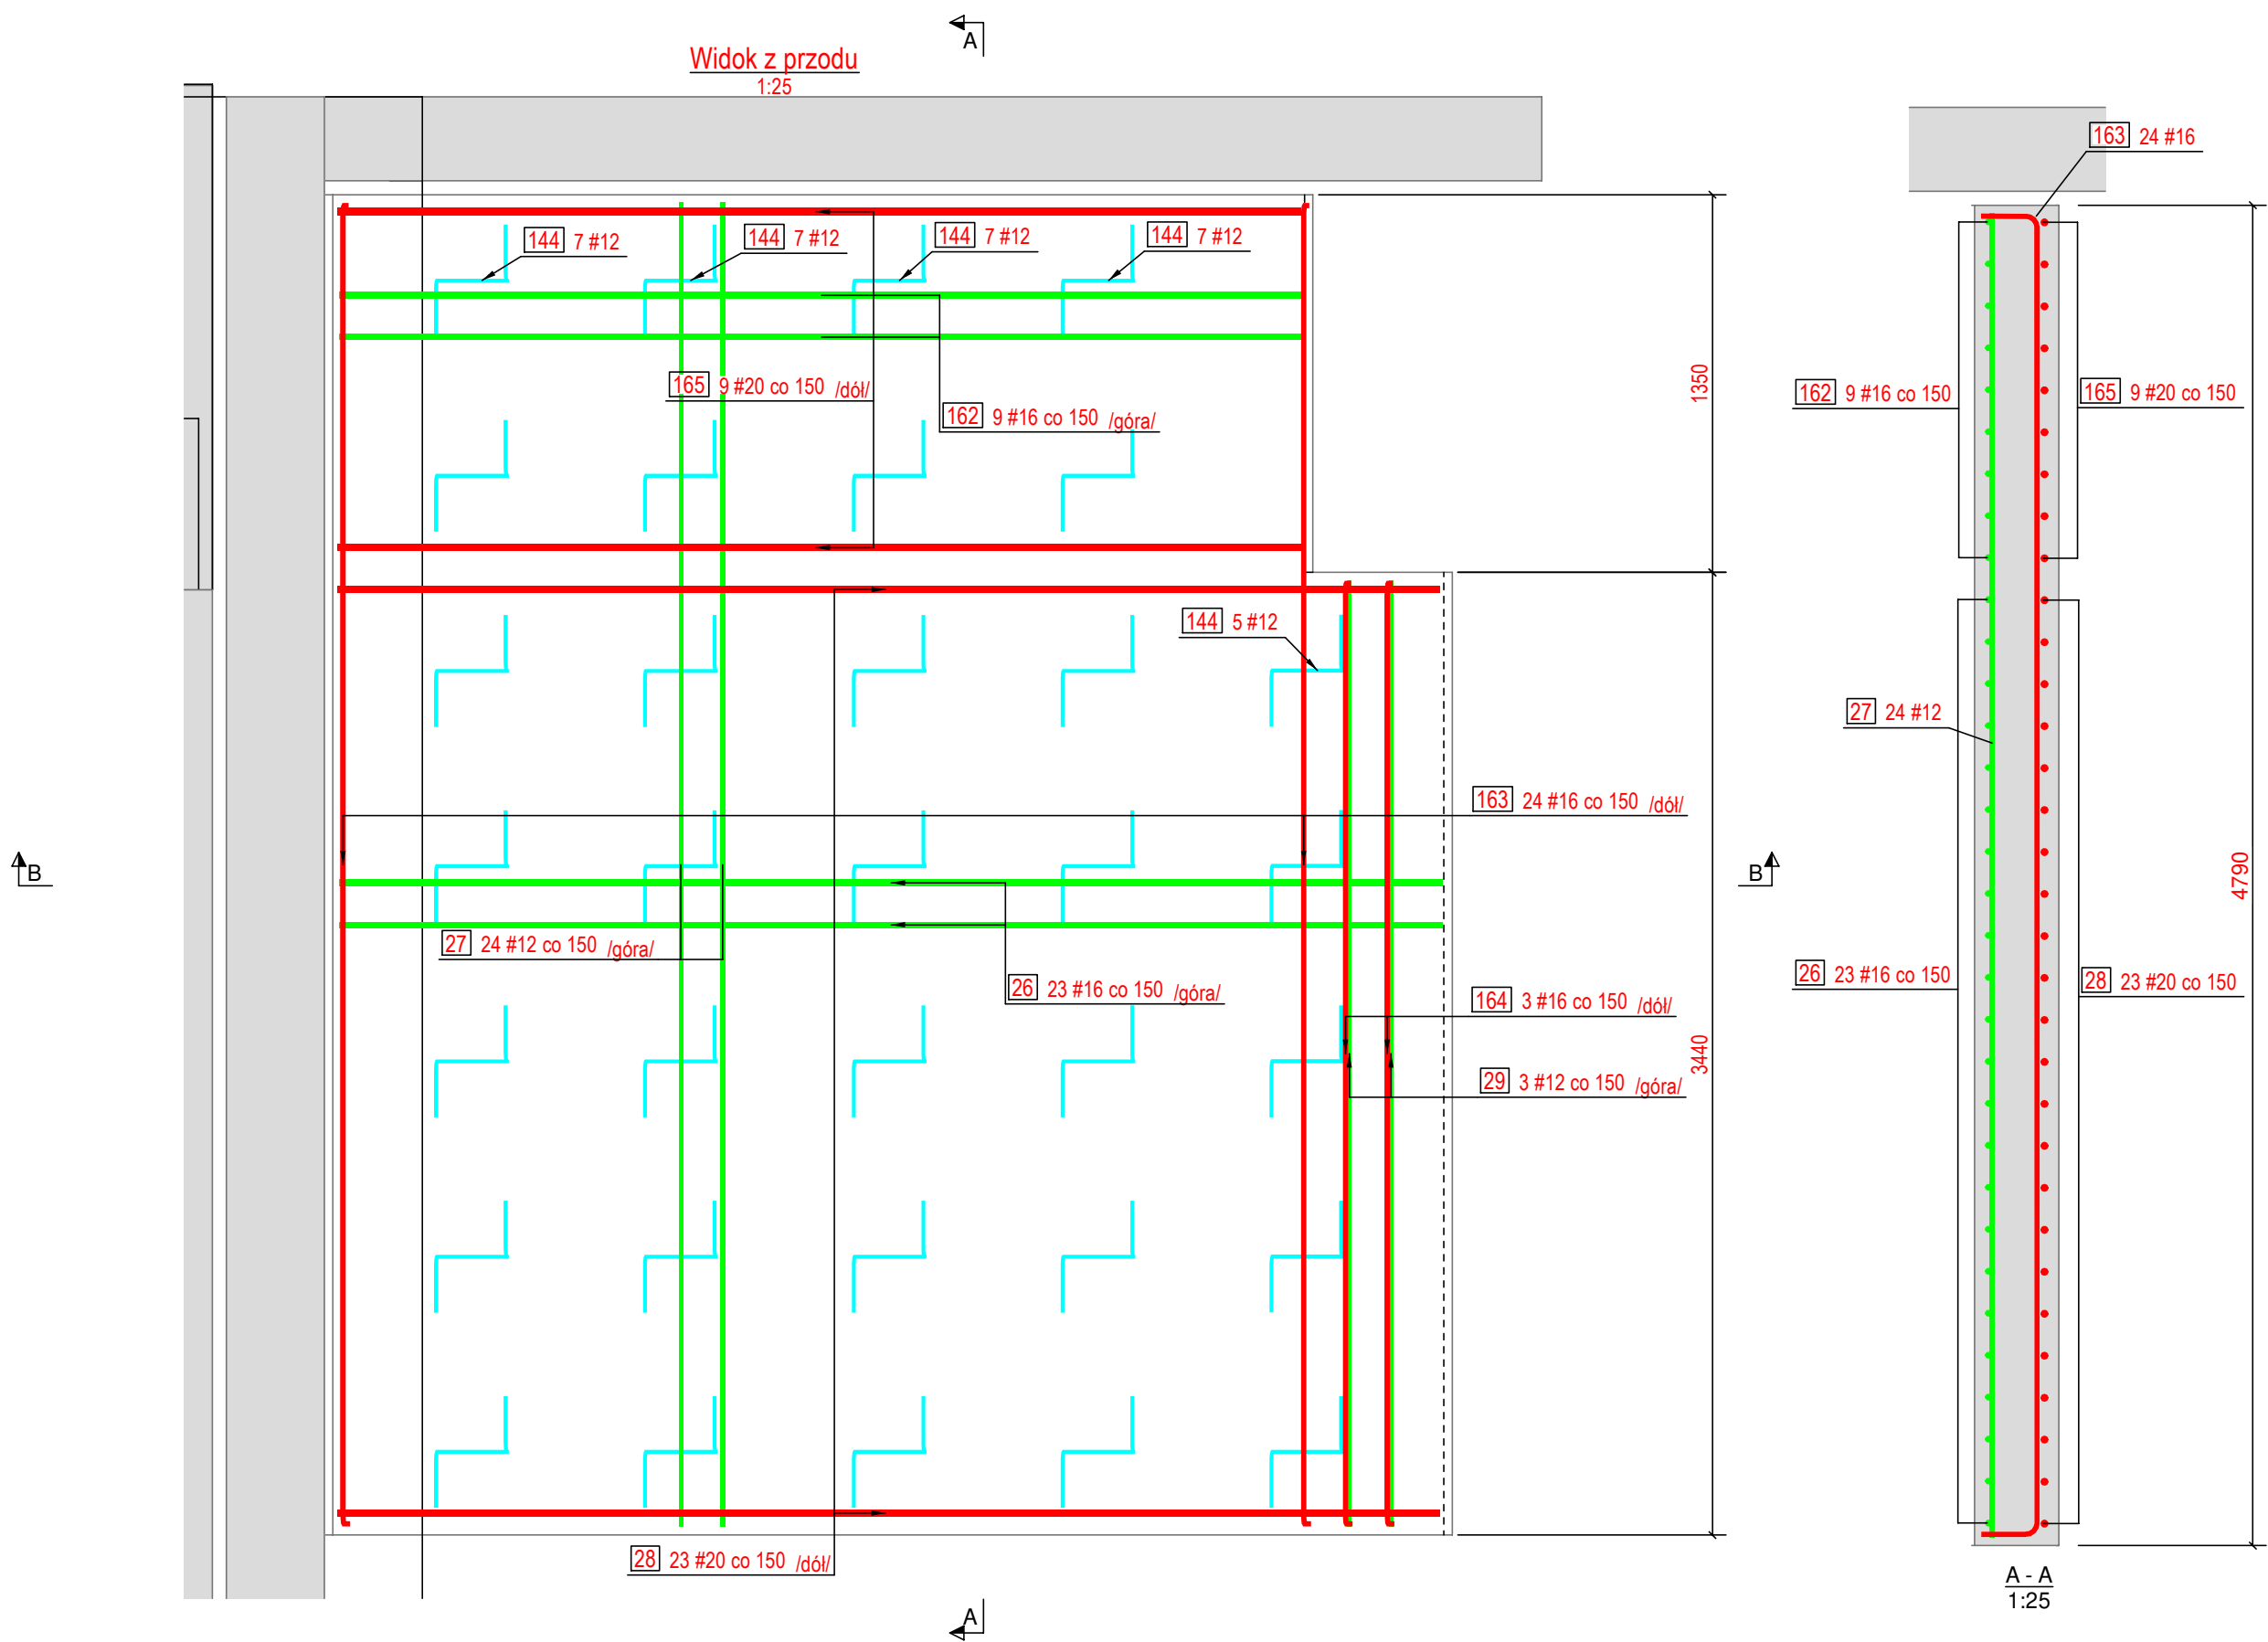 A
Widok z przodu
1:25
163 24 #16
144 7 #12
144 7 #12
144 7 #12
144 7 #12
165 9 #20 co 150 /dół/
162 9 #16 co 150 /góra/
1350
162 9 #16 co 150
165 9 #20 co 150
144 5 #12
27 24 #12
163 24 #16 co 150 /dół/
B
B
4790
27 24 #12 co 150 /góra/
26 23 #16 co 150 /góra/
164 3 #16 co 150 /dół/
3440
29 3 #12 co 150 /góra/
26 23 #16 co 150
28 23 #20 co 150
28 23 #20 co 150 /dół/
A
A - A
1:25